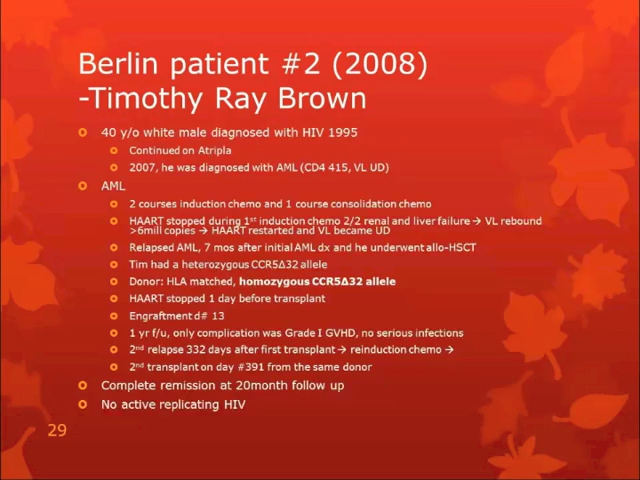 Berlin patient #2 (2008)
-Timothy Ray Brown
40 y/o white male diagnosed with HIV 1995
Continued on Atripla
2007, he was diagnosed with AML (CD4 415, VL UD)
AML
2 courses induction chemo and 1 course consolidation chemo
HAART stopped during 1st induction chemo 2/2 renal and liver failure → VL rebound
>6mill copies → HAART restarted and VL became UD
Relapsed AML, 7 mos after initial AML dx and he underwent allo-HSCT
Tim had a heterozygous CCR5Δ32 allele
Donor: HLA matched, homozygous CCR5Δ32 allele
HAART stopped 1 day before transplant
Engraftment d# 13
1 yr f/u, only complication was Grade I GVHD, no serious infections
2nd relapse 332 days after first transplant → reinduction chemo →
2nd transplant on day #391 from the same donor
Complete remission at 20month follow up
No active replicating HIV
29